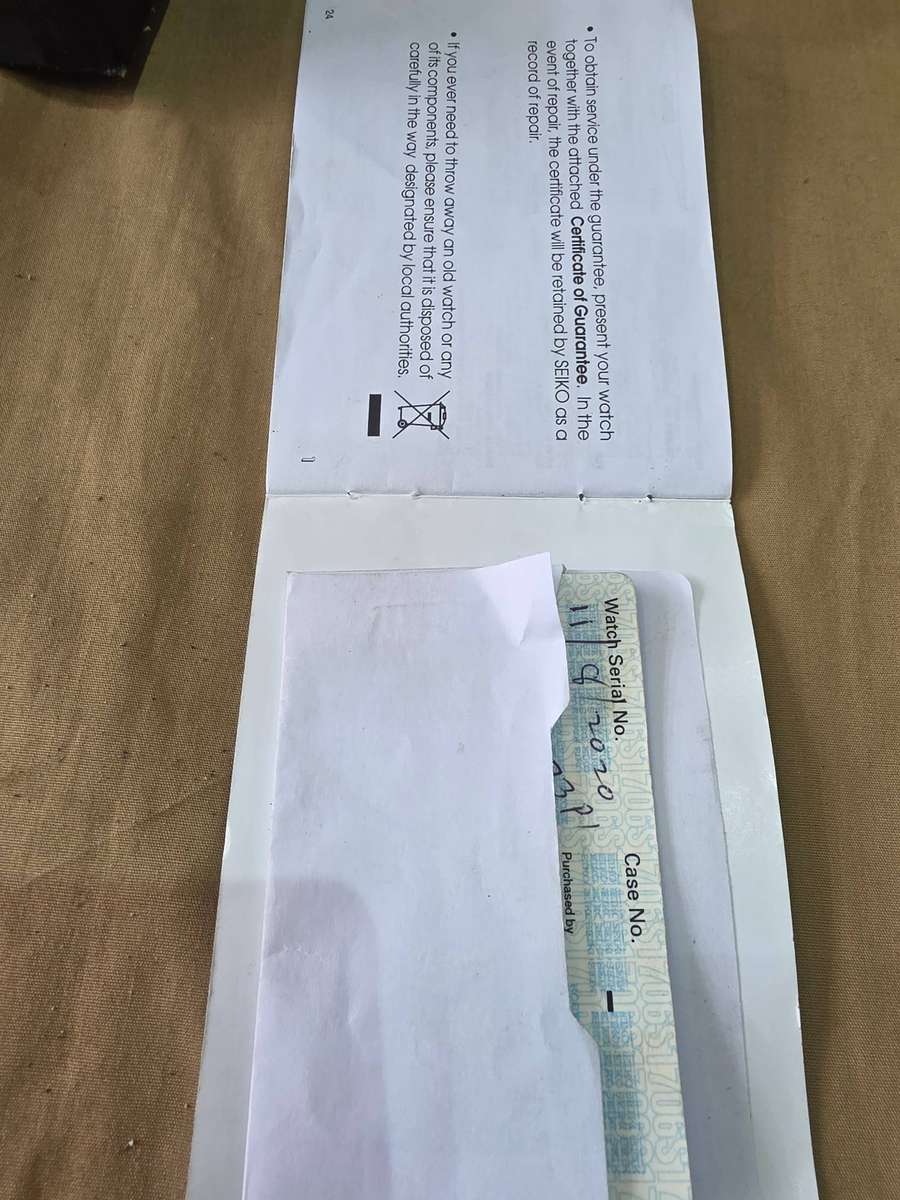 • To obtain service under the guarantee, present your watch
together with the attached Certificate of Guarantee. In the
event of repair, the certificate will be retained by SEIKO as a
record of repair.
• If you ever need to throw away an old watch or any
of its components, please ensure that it is disposed of
carefully in the way designated by local authorities.
24
Watch Serial No.
Case No.
11/9/2020
Purchased by